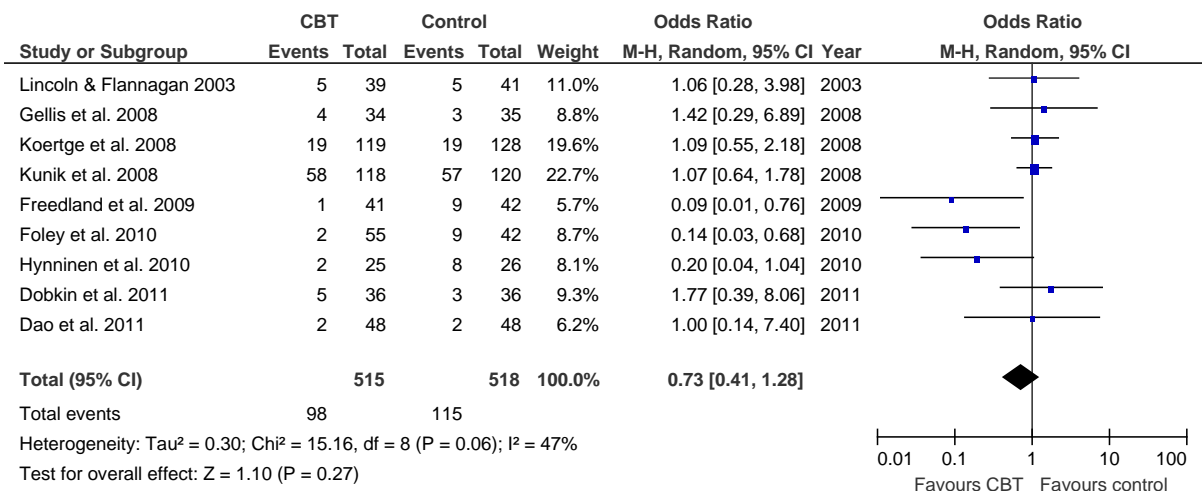 CBT Control Odds Ratio Odds Ratio
Study or Subgroup Events Total Events Total Weight M-H, Random, 95% CI Year M-H, Random, 95% CI
Lincoln & Flannagan 2003 5 39 5 41 11.0% 1.06 [0.28, 3.98] 2003
Gellis et al. 2008 4 34 3 35 8.8% 1.42 [0.29, 6.89] 2008
Koertge et al. 2008 19 119 19 128 19.6% 1.09 [0.55, 2.18] 2008
Kunik et al. 2008 58 118 57 120 22.7% 1.07 [0.64, 1.78] 2008
Freedland et al. 2009 1 41 9 42 5.7% 0.09 [0.01, 0.76] 2009
Foley et al. 2010 2 55 9 42 8.7% 0.14 [0.03, 0.68] 2010
Hynninen et al. 2010 2 25 8 26 8.1% 0.20 [0.04, 1.04] 2010
Dobkin et al. 2011 5 36 3 36 9.3% 1.77 [0.39, 8.06] 2011
Dao et al. 2011 2 48 2 48 6.2% 1.00 [0.14, 7.40] 2011
Total (95% CI) 515 518 100.0% 0.73 [0.41, 1.28]
Total events 98 115
Heterogeneity: Tau² = 0.30; Chi² = 15.16, df = 8 (P = 0.06); I² = 47%
Test for overall effect: Z = 1.10 (P = 0.27)
0.01 0.1 1 10 100
Favours CBT Favours control